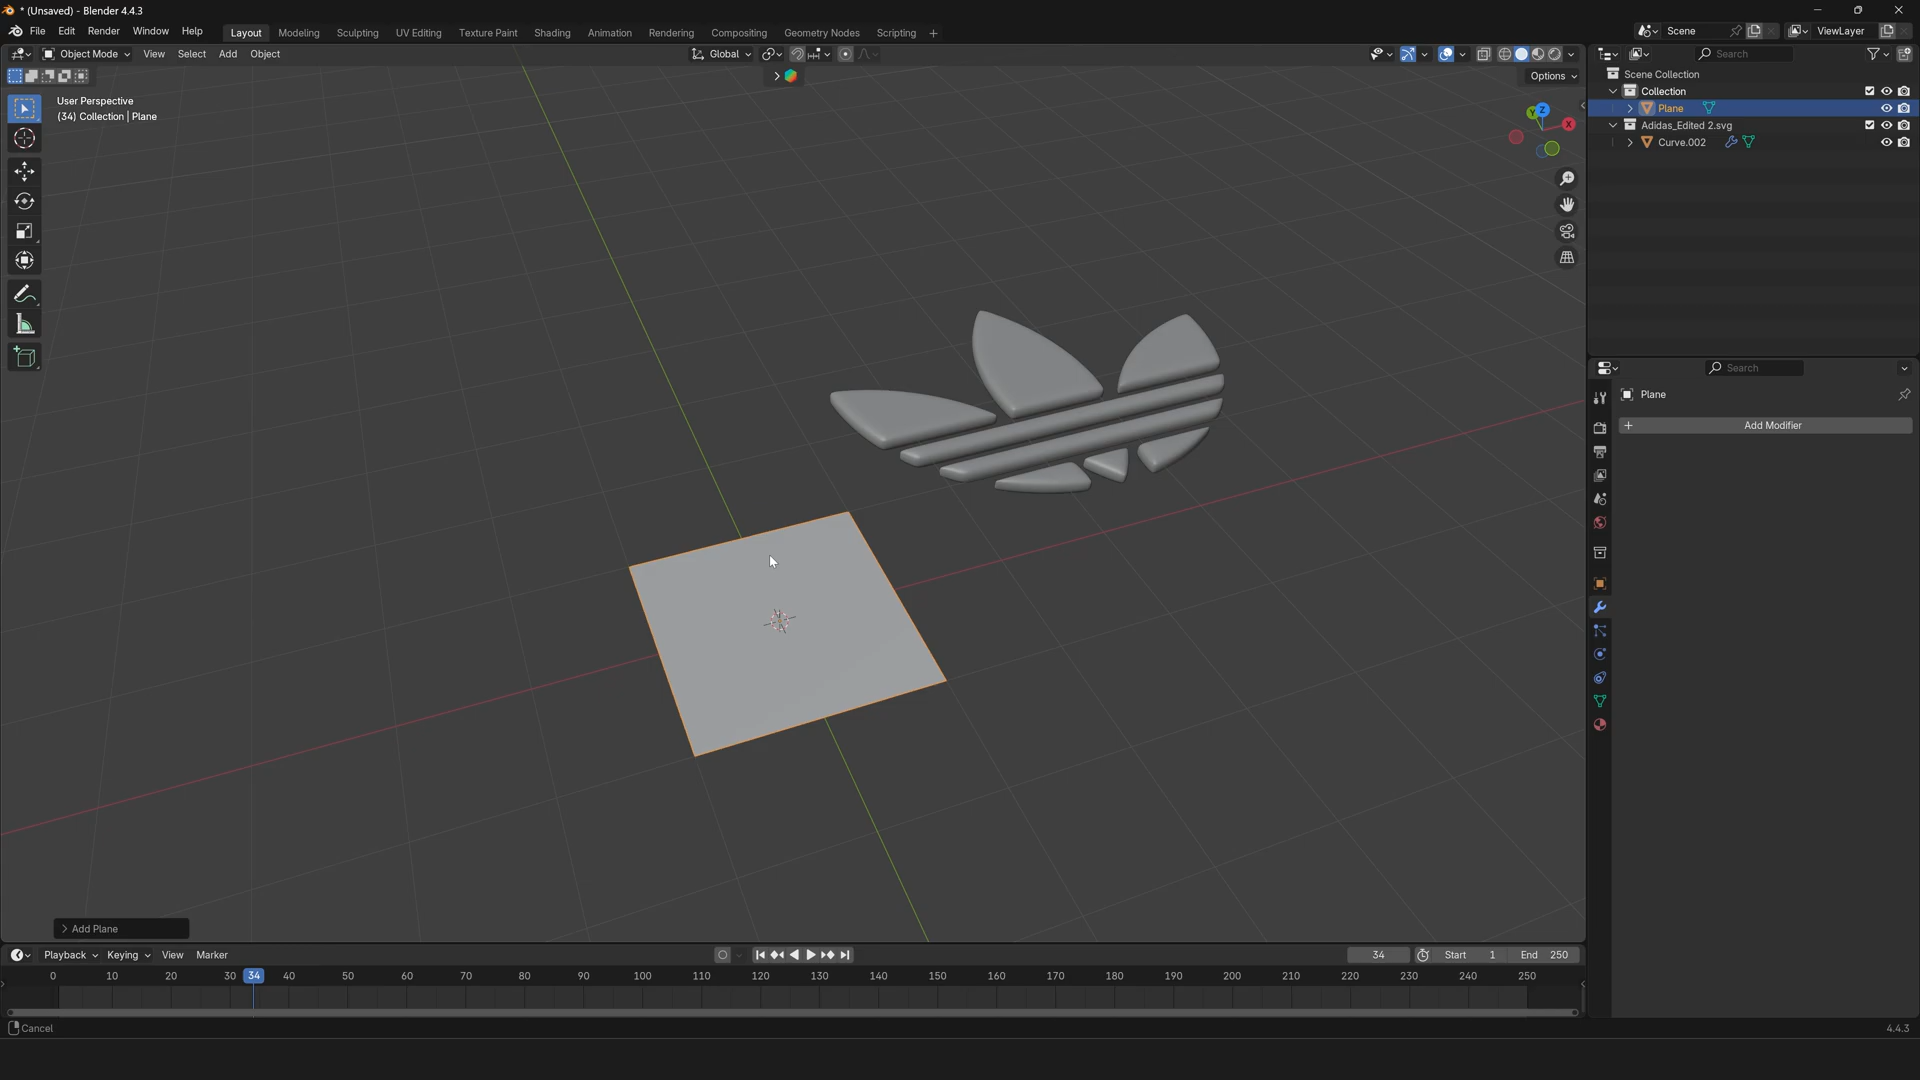 * (Unsaved) - Blender 4.4.3
File Edit Render Window Help Layout Modeling Sculpting UV Editing Texture Paint Shading Animation Rendering Compositing Geometry Nodes Scripting + Scene ViewLayer
Object Mode View Select Add Object Global Search
Options
Scene Collection
Collection
Plane
Adidas_Edited 2.svg
Curve.002
User Perspective
(34) Collection | Plane
Z
Y
X
Search
Plane
+ Add Modifier
Add Plane
Playback Keying View Marker 34 Start 1 End 250
0 10 20 30 34 40 50 60 70 80 90 100 110 120 130 140 150 160 170 180 190 200 210 220 230 240 250
Cancel 4.4.3